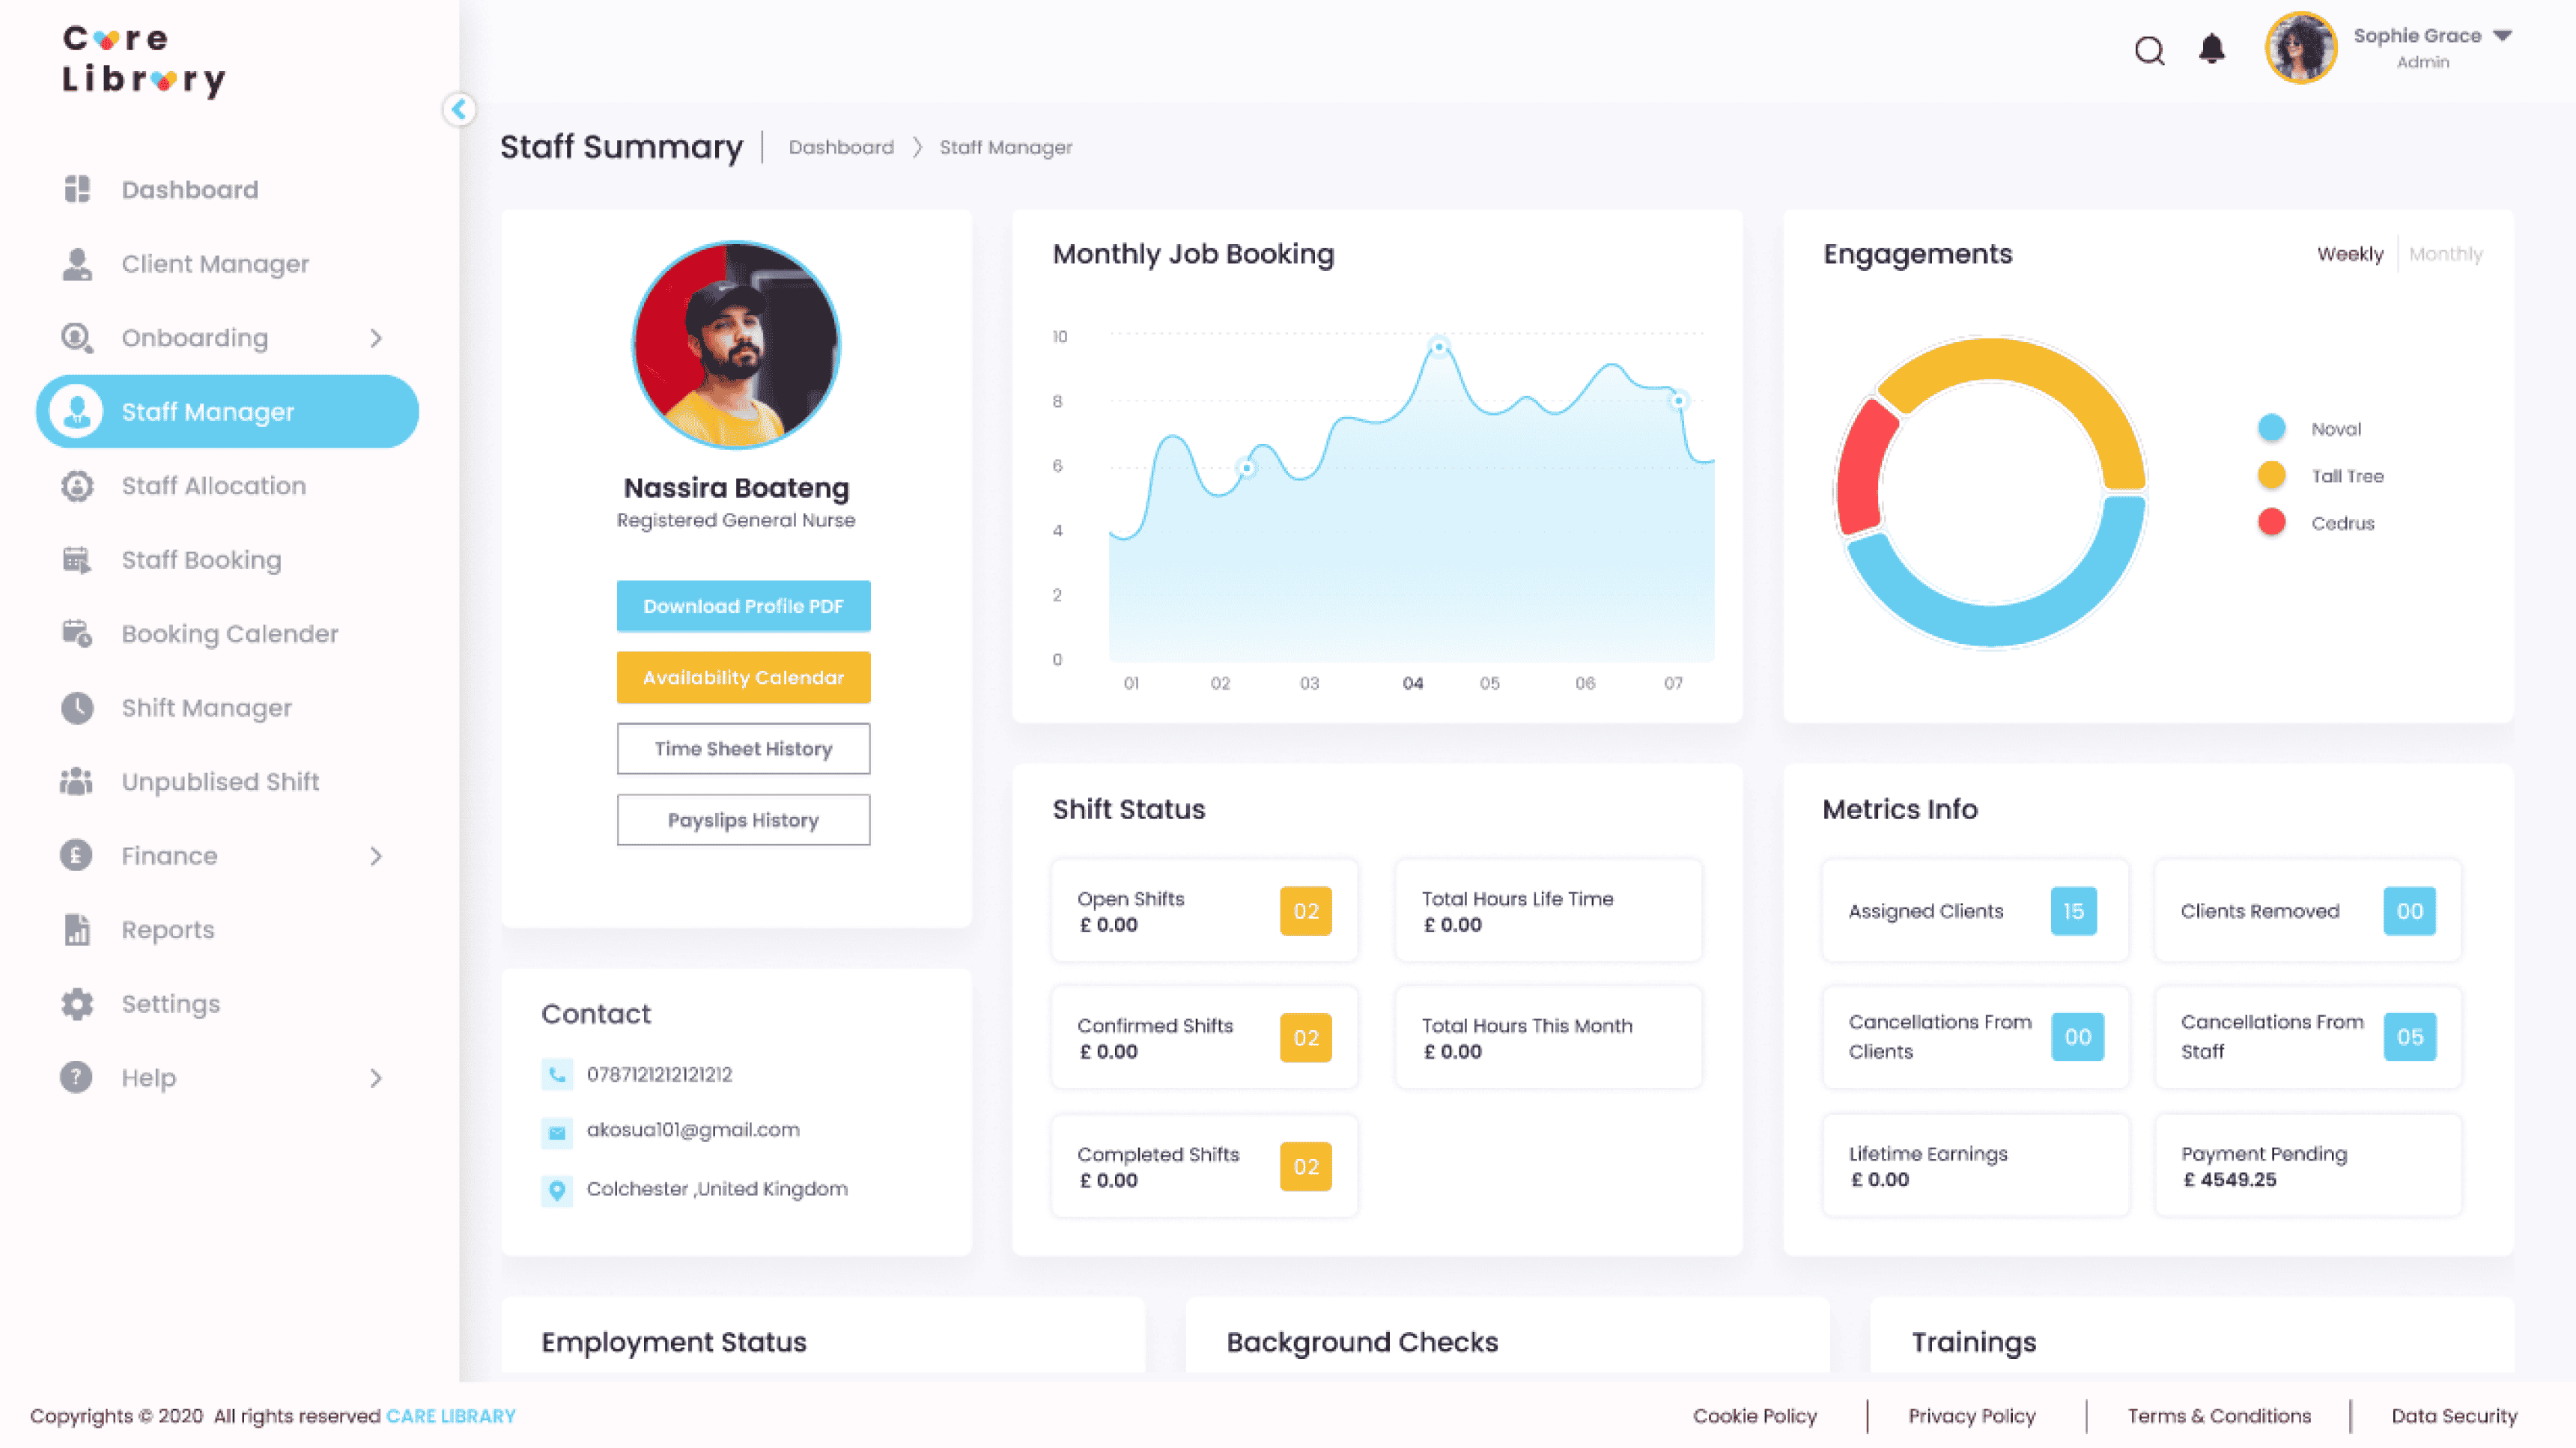 Care
Library
Dashboard
Client Manager
Onboarding
Staff Manager
Staff Allocation
Staff Booking
Booking Calender
Shift Manager
Unpublised Shift
Finance
Reports
Settings
Help
Sophie Grace
Admin
Staff Summary
Dashboard
Staff Manager
Nassira Boateng
Registered General Nurse
Download Profile PDF
Availability Calendar
Time Sheet History
Payslips History
Contact
0787121212121212
akosua101@gmail.com
Colchester ,United Kingdom
Monthly Job Booking
10
8
6
4
2
0
01 02 03 04 05 06 07
Engagements
Weekly Monthly
Noval
Tall Tree
Cedrus
Shift Status
Open Shifts
£ 0.00
02
Total Hours Life Time
£ 0.00
Confirmed Shifts
£ 0.00
02
Total Hours This Month
£ 0.00
Completed Shifts
£ 0.00
02
Metrics Info
Assigned Clients 15
Clients Removed 00
Cancellations From
Clients
00
Cancellations From
Staff
05
Lifetime Earnings
£ 0.00
Payment Pending
£ 4549.25
Employment Status
Background Checks
Trainings
Copyrights © 2020 All rights reserved CARE LIBRARY
Cookie Policy
Privacy Policy
Terms & Conditions
Data Security